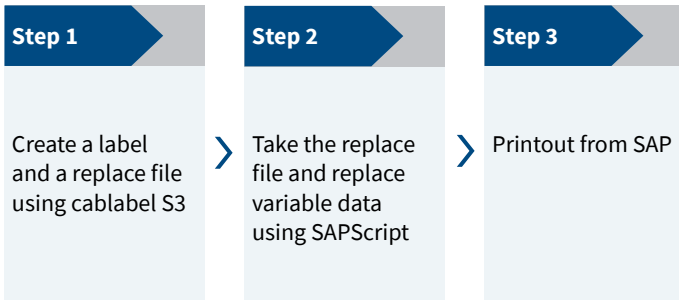 Step 1
Create a label
and a replace file
using cablabel S3
Step 2
Take the replace
file and replace
variable data
using SAPScript
Step 3
Printout from SAP